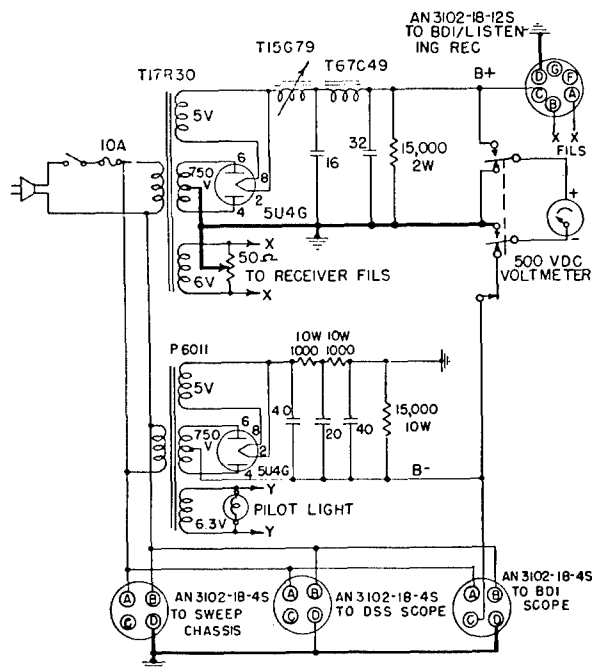 AN3102-18-12S
TO BDI/LISTEN
ING REC
T15C79
T67C49
T17R30
B+
D
G
F
C
B
A
X
X
FILS
10A
5V
750
V
6
8
2
4
5U4G
16
32
15,000
2W
+
-
500 VDC
VOLTMETER
X
50Ω
TO RECEIVER FILS
6V
X
P6011
10W
10W
1000
1000
5V
6
8
2
4
40
20
40
15,000
10W
750
V
5U4G
B-
Y
PILOT LIGHT
6.3V
Y
A
B
C
D
AN3102-18-4S
TO SWEEP
CHASSIS
A
B
C
D
AN3102-18-4S
TO DSS SCOPE
A
B
C
D
AN3102-18-4S
TO BDI
SCOPE